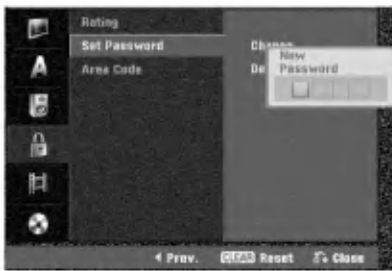 Rating
Set Password
Change
Area Code
De
New
Password
Prev.
CLEAR Reset
Close